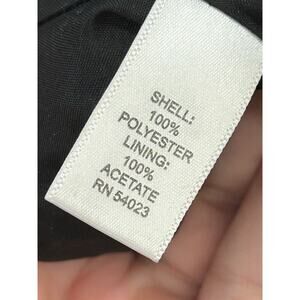 SHELL:
100%
POLYESTER
LINING:
100%
ACETATE
RN 54023